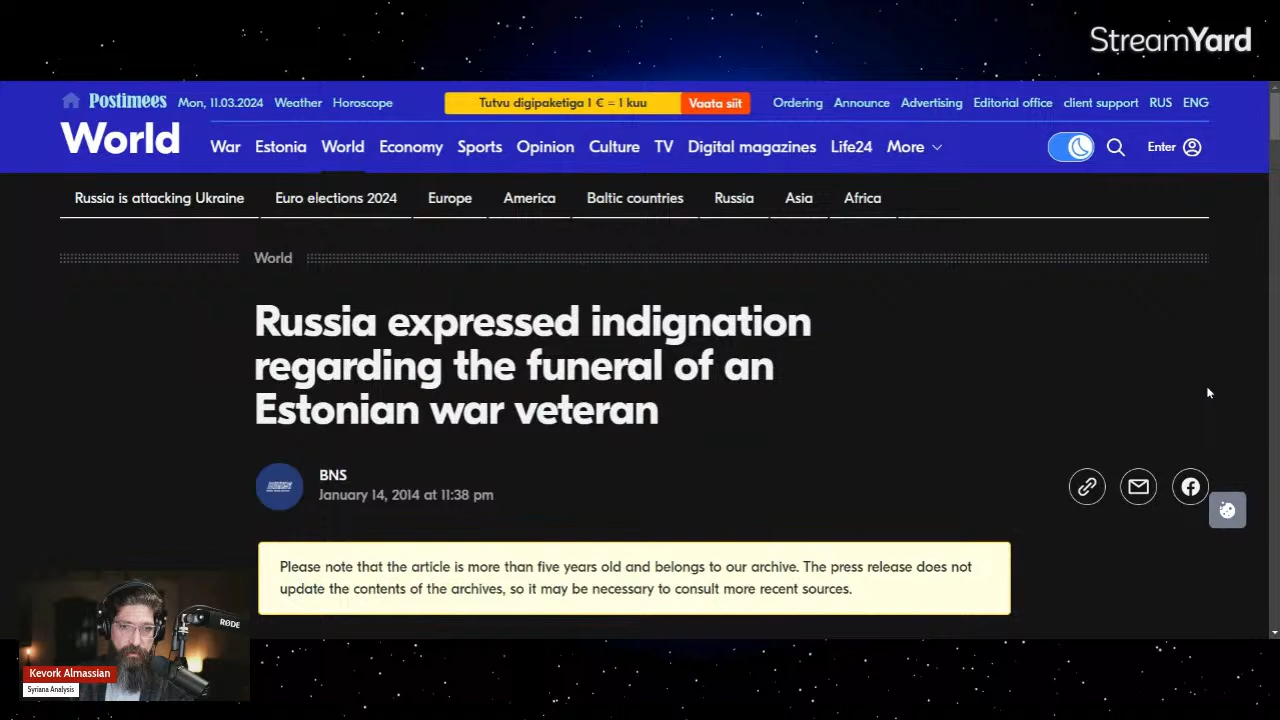 StreamYard
Postimees Mon, 11.03.2024 Weather Horoscope Tutvu digipaketiga 1 € = 1 kuu Vaata siit Ordering Announce Advertising Editorial office client support RUS ENG
World War Estonia World Economy Sports Opinion Culture TV Digital magazines Life24 More Enter
Russia is attacking Ukraine Euro elections 2024 Europe America Baltic countries Russia Asia Africa
World
Russia expressed indignation
regarding the funeral of an
Estonian war veteran
BNS
January 14, 2014 at 11:38 pm
Please note that the article is more than five years old and belongs to our archive. The press release does not
update the contents of the archives, so it may be necessary to consult more recent sources.
RØDE
Kevork Almassian
Syriana Analysis